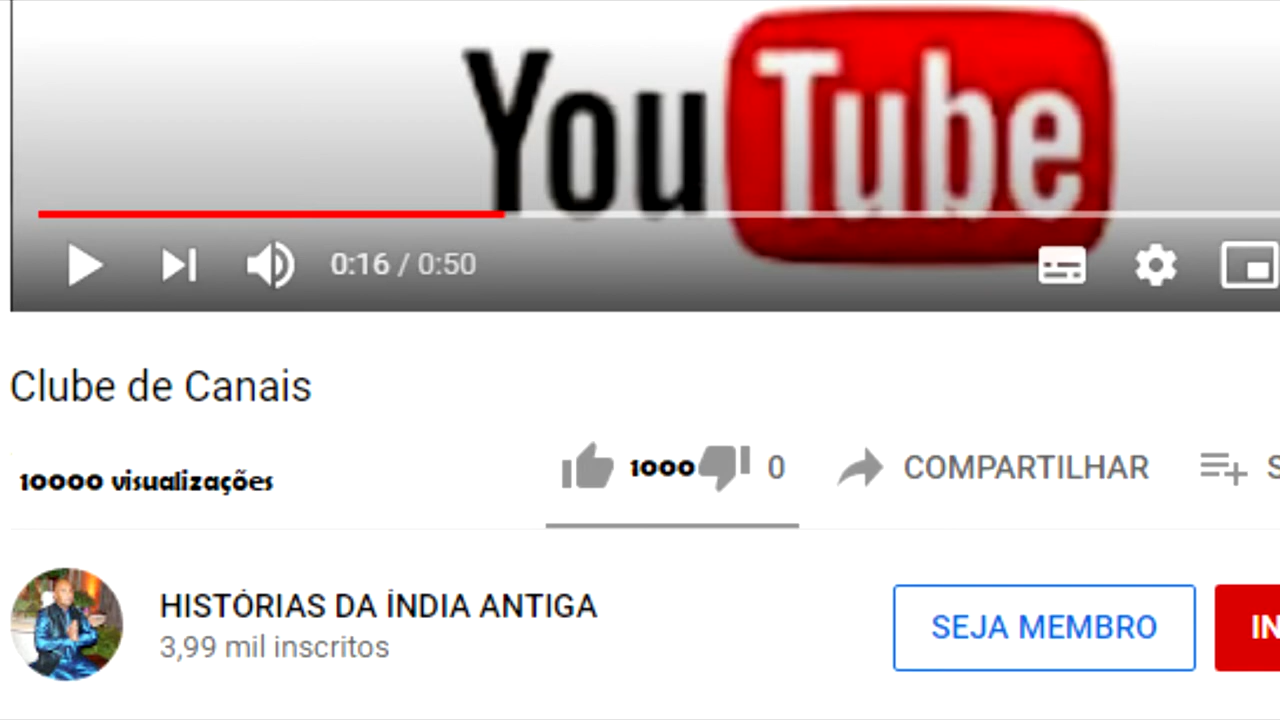 YouTube
0:16 / 0:50
Clube de Canais
10000 visualizações
1000 0 COMPARTILHAR S
HISTÓRIAS DA ÍNDIA ANTIGA
3,99 mil inscritos
SEJA MEMBRO
IN